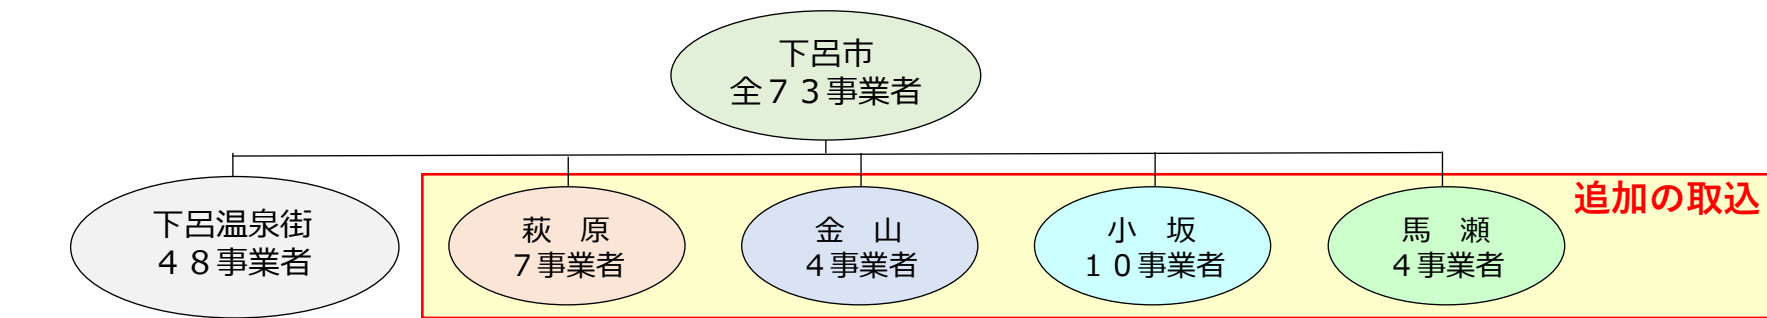 下呂市
全７３事業者
追加の取込
下呂温泉街
４８事業者
萩　原
７事業者
金　山
４事業者
小　坂
１０事業者
馬　瀬
４事業者